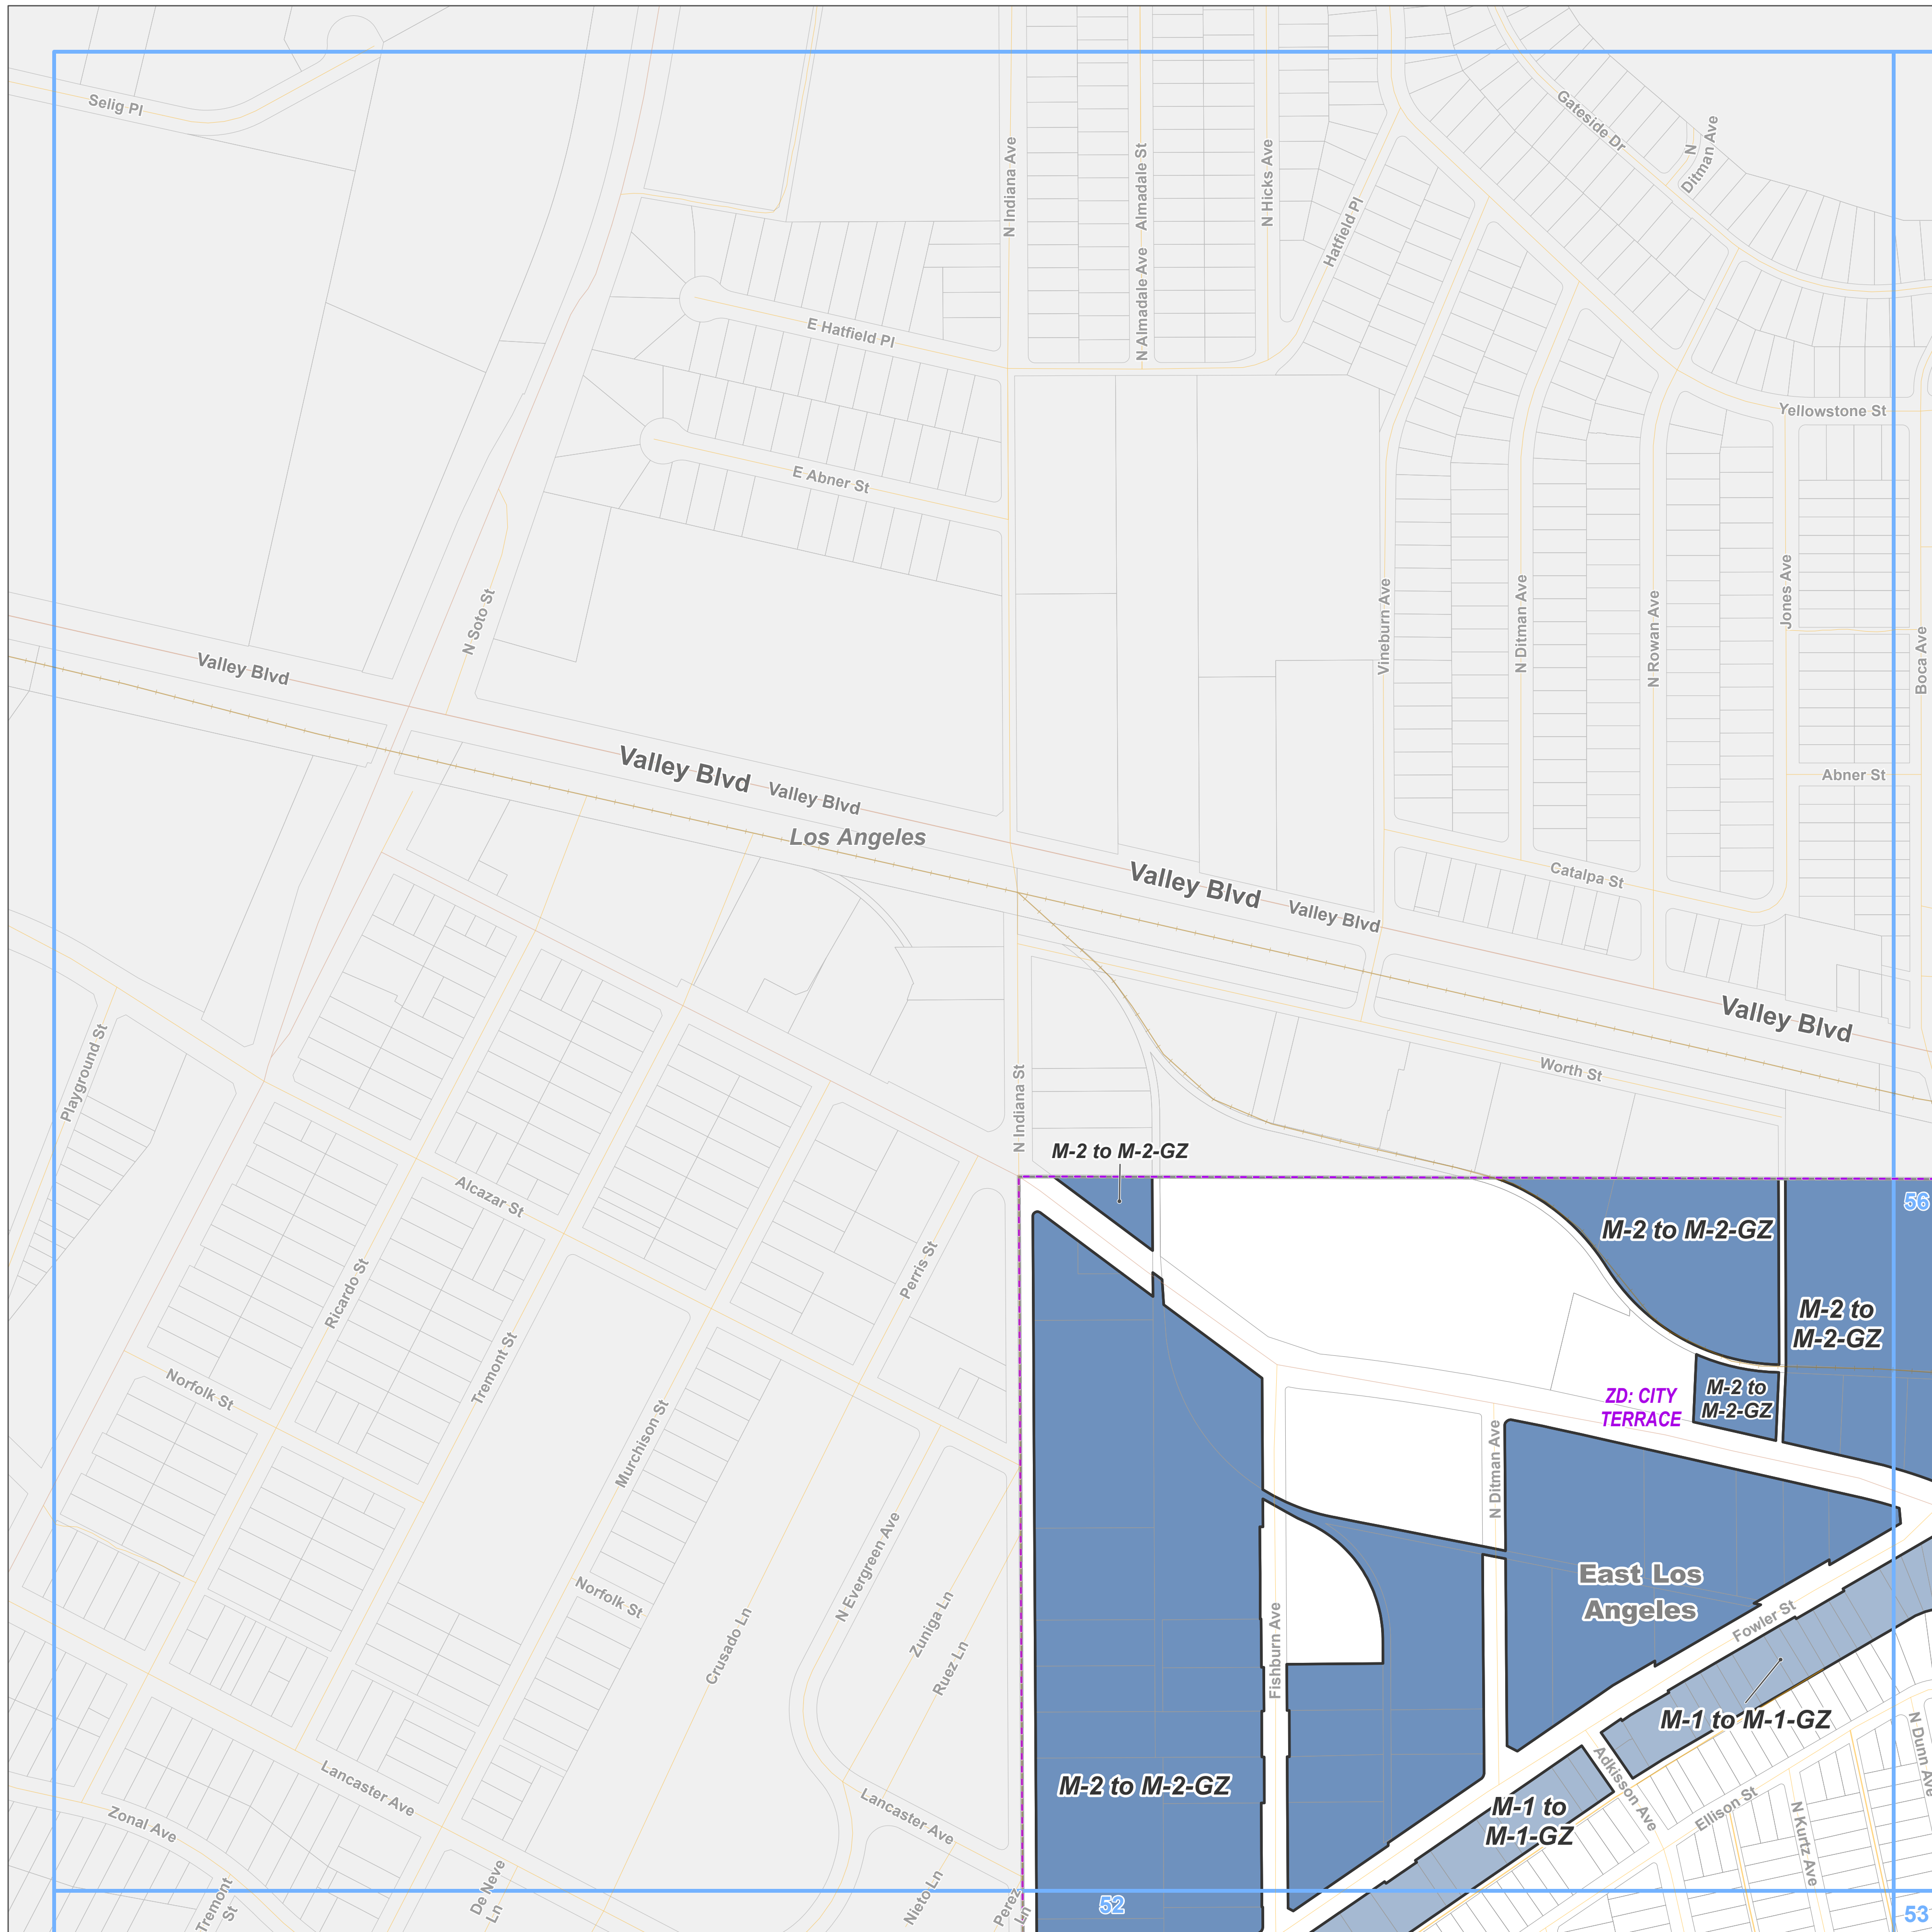 Selig Pl
Gateside Dr
N
Ditman Ave
N Indiana Ave
Almadale St
N Almadale Ave
N Hicks Ave
Hatfield Pl
E Hatfield Pl
Yellowstone St
E Abner St
N Soto St
Vineburn Ave
N Ditman Ave
N Rowan Ave
Jones Ave
Boca Ave
Valley Blvd
Valley Blvd
Valley Blvd
Abner St
Los Angeles
Valley Blvd
Valley Blvd
Catalpa St
Valley Blvd
Worth St
Playground St
N Indiana St
M-2 to M-2-GZ
Alcazar St
56
M-2 to M-2-GZ
Perris St
Ricardo St
M-2 to
M-2-GZ
Tremont St
Norfolk St
ZD: CITY
TERRACE
M-2 to
M-2-GZ
Murchison St
N Ditman Ave
N Evergreen Ave
East Los
Angeles
Norfolk St
Zuniga Ln
Fowler St
Crusado Ln
Ruez Ln
Fishburn Ave
M-1 to M-1-GZ
N Dunn Ave
Lancaster Ave
M-2 to M-2-GZ
Adkisson Ave
Lancaster Ave
M-1 to
M-1-GZ
Ellison St
N Kurtz Ave
Zonal Ave
Tremont
St
De Neve
Ln
Nieto Ln
Perez
Ln
52
53